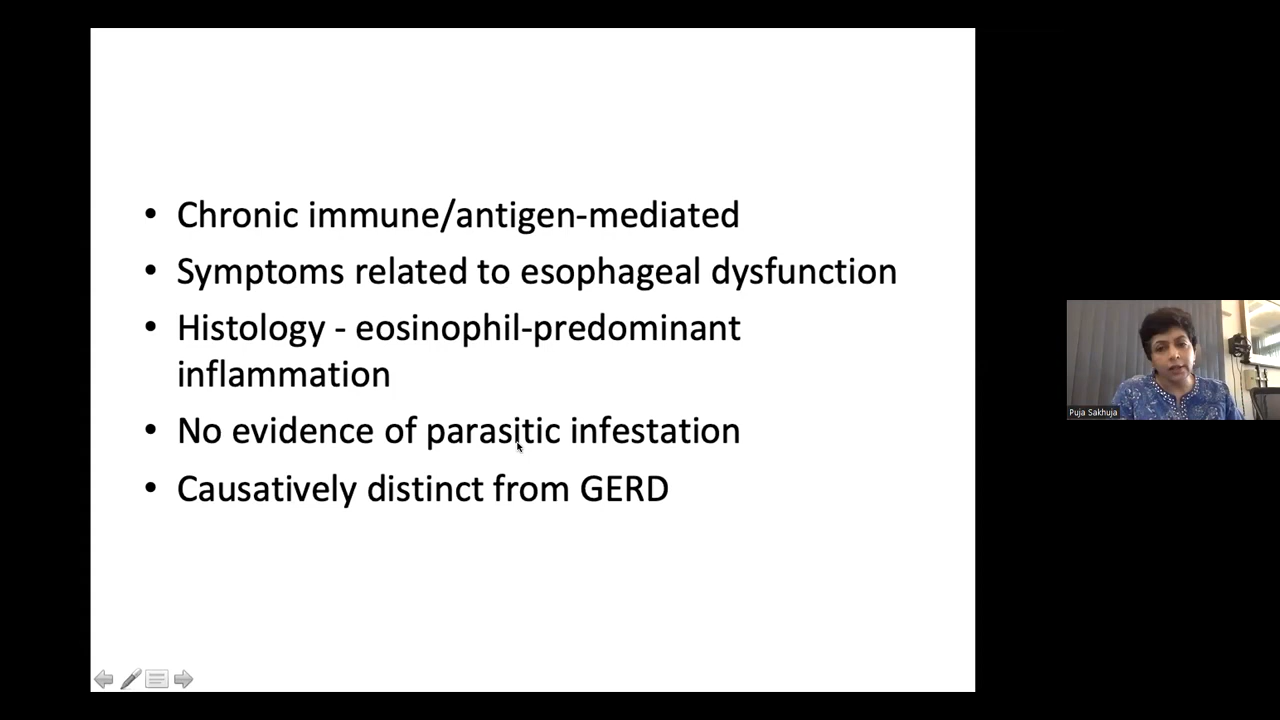 • Chronic immune/antigen-mediated
• Symptoms related to esophageal dysfunction
• Histology - eosinophil-predominant
inflammation
• No evidence of parasitic infestation
• Causatively distinct from GERD
Puja Sakhuja